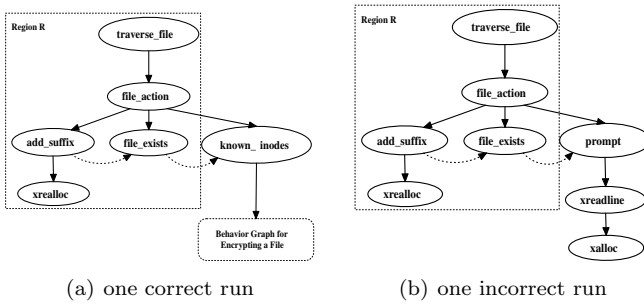 Region R
traverse_file
file_action
add_suffix
file_exists
known_ inodes
xrealloc
Behavior Graph for
Encrypting a File
(a) one correct run
Region R
traverse_file
file_action
add_suffix
file_exists
prompt
xrealloc
xreadline
xalloc
(b) one incorrect run